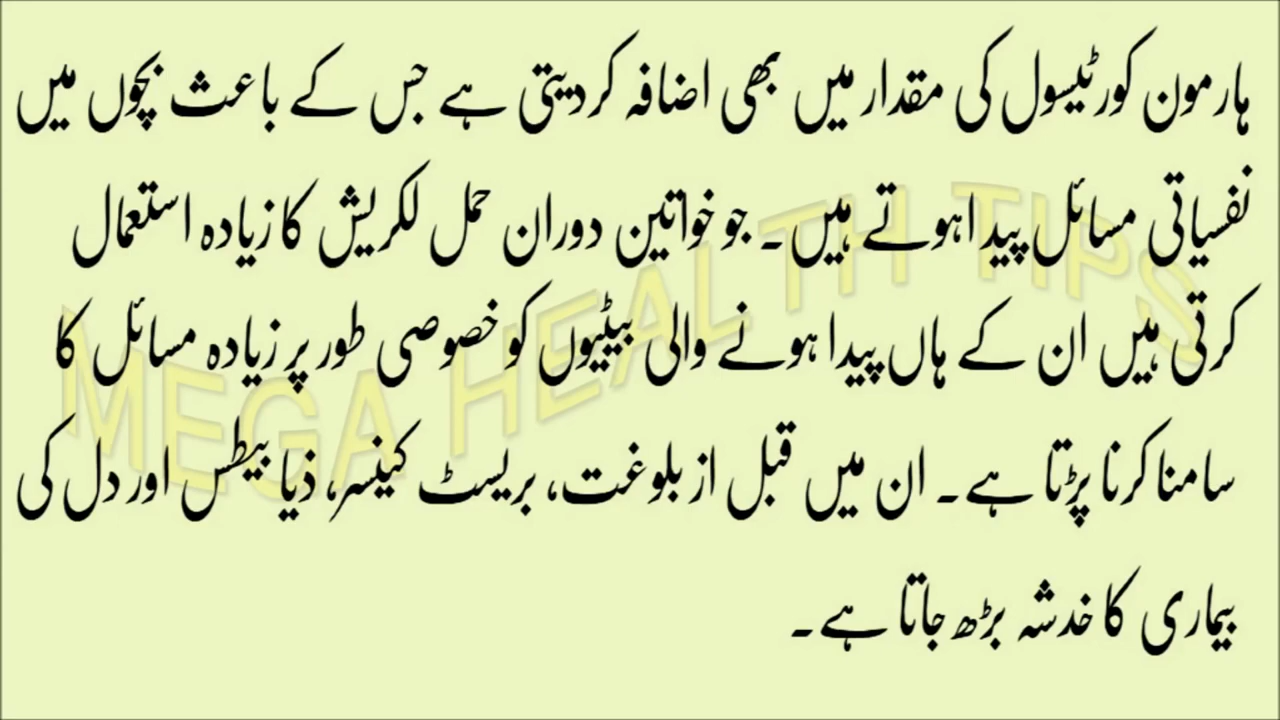 ہارمون کورٹیسول کی مقدار میں بھی اضافہ کردیتی ہے جس کے باعث بچوں میں
نفسیاتی مسائل پیدا ہوتے ہیں۔ جو خواتین دوران حمل لکریش کا زیادہ استعمال
کرتی ہیں ان کے ہاں پیدا ہونے والی بیٹیوں کو خصوصی طور پر زیادہ مسائل کا
سامنا کرنا پڑتا ہے۔ ان میں قبل از بلوغت، بریسٹ کینسر، ذیابیطس اور دل کی
بیماری کا خدشہ بڑھ جاتا ہے۔
MEGA HEALTH TIPS